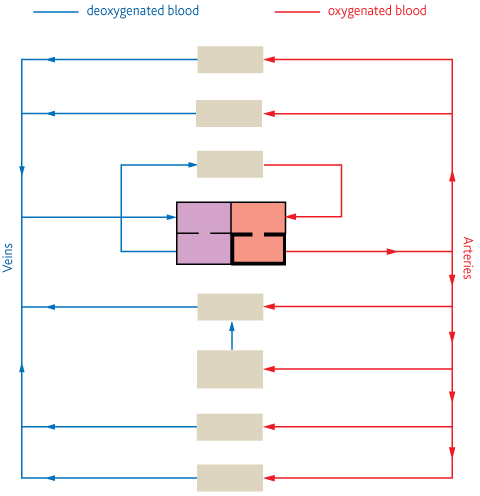 deoxygenated blood
oxygenated blood
Veins
Arteries